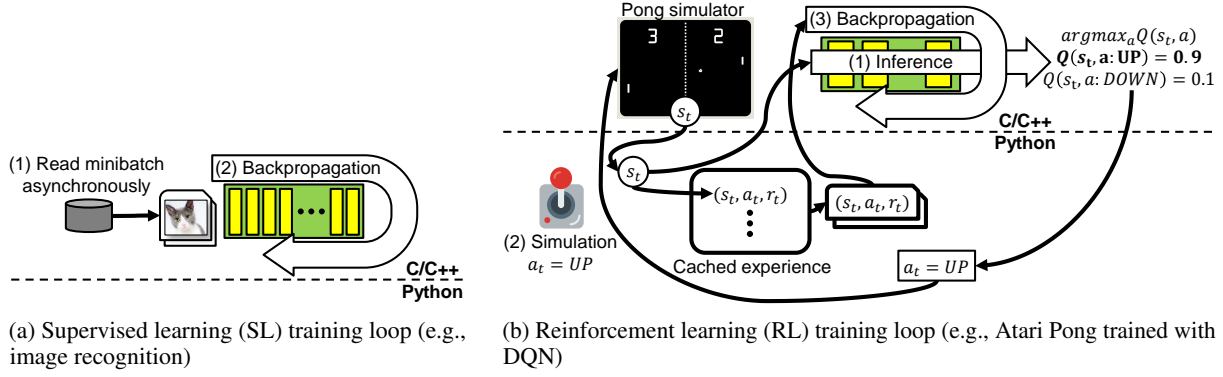 (1) Read minibatch
asynchronously
(2) Backpropagation
C/C++
Python
(a) Supervised learning (SL) training loop (e.g.,
image recognition)
Pong simulator
3 2
s_t
(3) Backpropagation
(1) Inference
argmax_aQ(s_t, a)
Q(s_t, a: UP) = 0.9
Q(s_t, a: DOWN) = 0.1
C/C++
Python
s_t
(2) Simulation
a_t = UP
(s_t, a_t, r_t)
Cached experience
(s_t, a_t, r_t)
a_t = UP
(b) Reinforcement learning (RL) training loop (e.g., Atari Pong trained with
DQN)